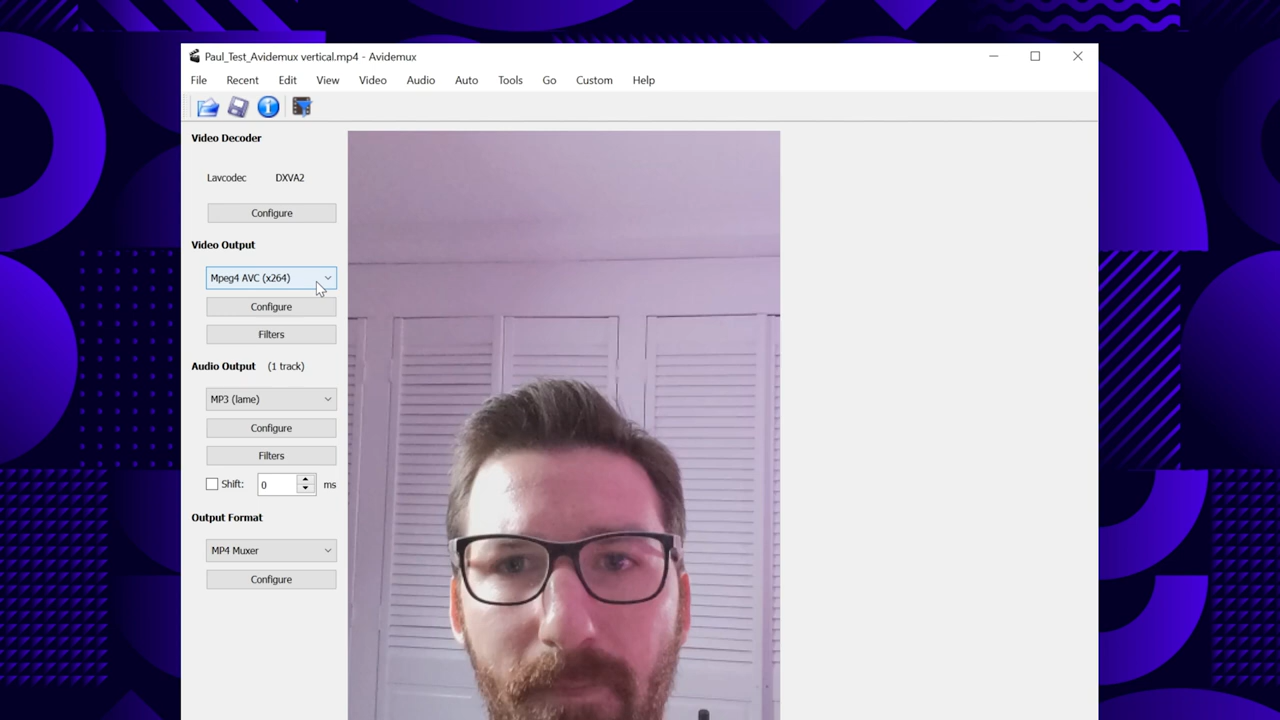 Paul_Test_Avidemux vertical.mp4 - Avidemux
File Recent Edit View Video Audio Auto Tools Go Custom Help
Video Decoder
Lavcodec DXVA2
Configure
Video Output
Mpeg4 AVC (x264)
Configure
Filters
Audio Output (1 track)
MP3 (lame)
Configure
Filters
Shift: 0 ms
Output Format
MP4 Muxer
Configure